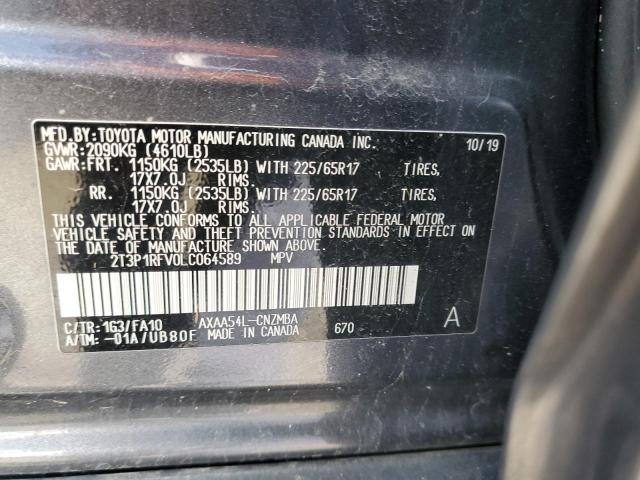 MFD.BY:TOYOTA MOTOR MANUFACTURING CANADA INC. 10/19
GVWR:2090KG (4610LB)
GAWR:FRT. 1150KG (2535LB) WITH 225/65R17 TIRES,
17X7.0J RIMS.
RR. 1150KG (2535LB) WITH 225/65R17 TIRES,
17X7.0J RIMS.
THIS VEHICLE CONFORMS TO ALL APPLICABLE FEDERAL MOTOR
VEHICLE SAFETY AND THEFT PREVENTION STANDARDS IN EFFECT ON
THE DATE OF MANUFACTURE SHOWN ABOVE.
2T3P1RFV0LC064589 MPV
C/TR:1G3/FA10 AXAA54L-CNZMBA A
A/TM:-01A/UB80F MADE IN CANADA 670